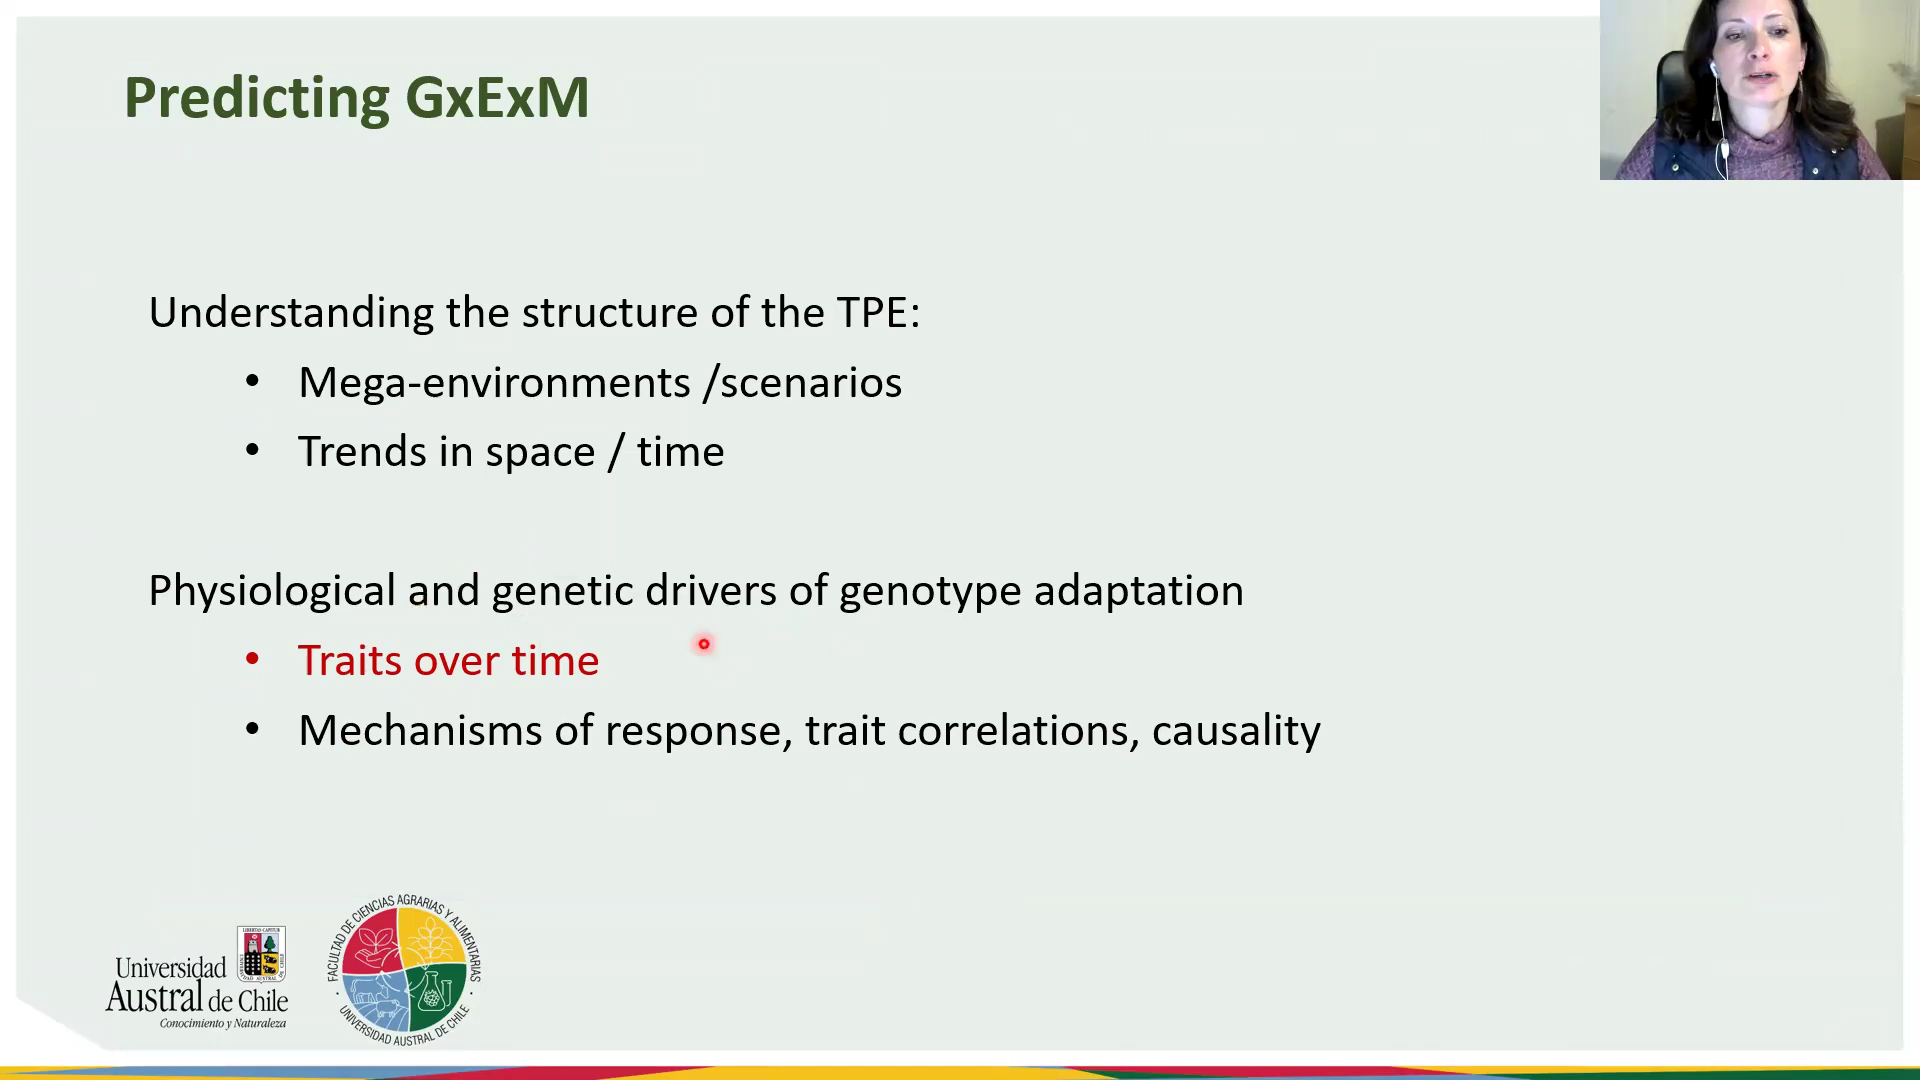 Predicting GxExM
Understanding the structure of the TPE:
• Mega-environments /scenarios
• Trends in space / time
Physiological and genetic drivers of genotype adaptation
• Traits over time
• Mechanisms of response, trait correlations, causality
Universidad
Austral de Chile
Conocimiento y Naturaleza
FACULTAD DE CIENCIAS AGRARIAS Y ALIMENTARIAS
UNIVERSIDAD AUSTRAL DE CHILE